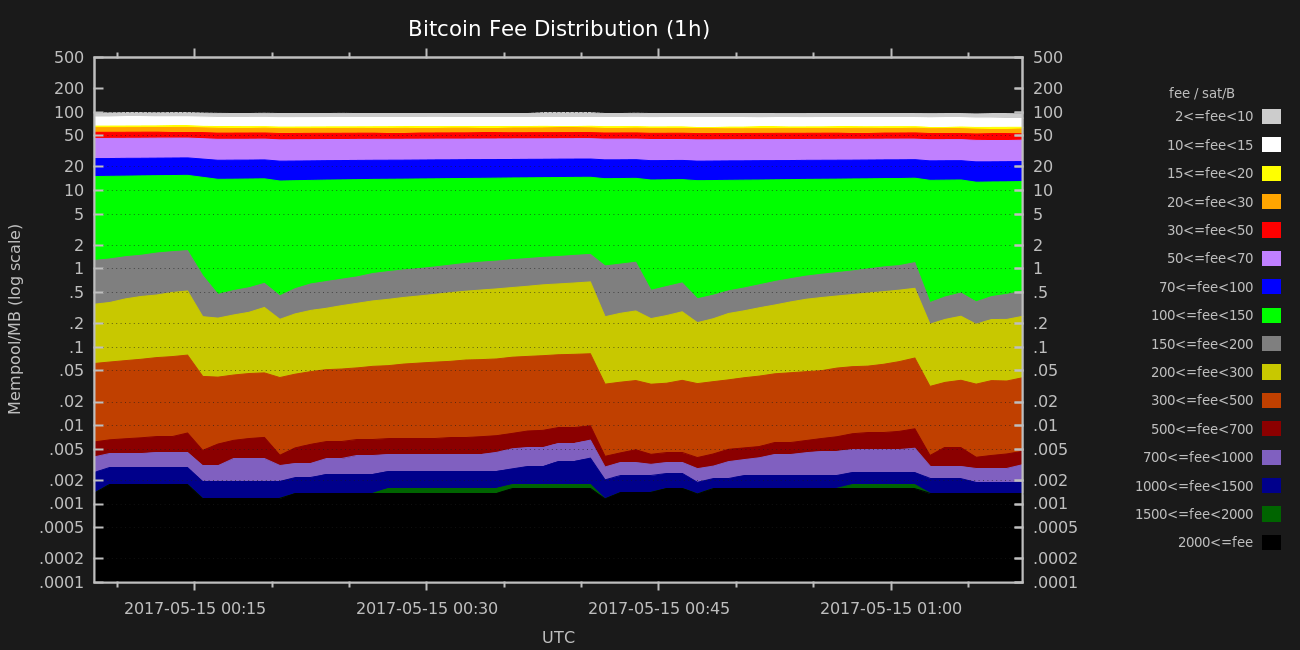 Bitcoin Fee Distribution (1h)
500
200
100
50
20
10
5
2
1
.5
.2
.1
.05
.02
.01
.005
.002
.001
.0005
.0002
.0001
Mempool/MB (log scale)
500
200
100
50
20
10
5
2
1
.5
.2
.1
.05
.02
.01
.005
.002
.001
.0005
.0002
.0001
2017-05-15 00:15 2017-05-15 00:30 2017-05-15 00:45 2017-05-15 01:00
UTC
fee / sat/B
2<=fee<10
10<=fee<15
15<=fee<20
20<=fee<30
30<=fee<50
50<=fee<70
70<=fee<100
100<=fee<150
150<=fee<200
200<=fee<300
300<=fee<500
500<=fee<700
700<=fee<1000
1000<=fee<1500
1500<=fee<2000
2000<=fee